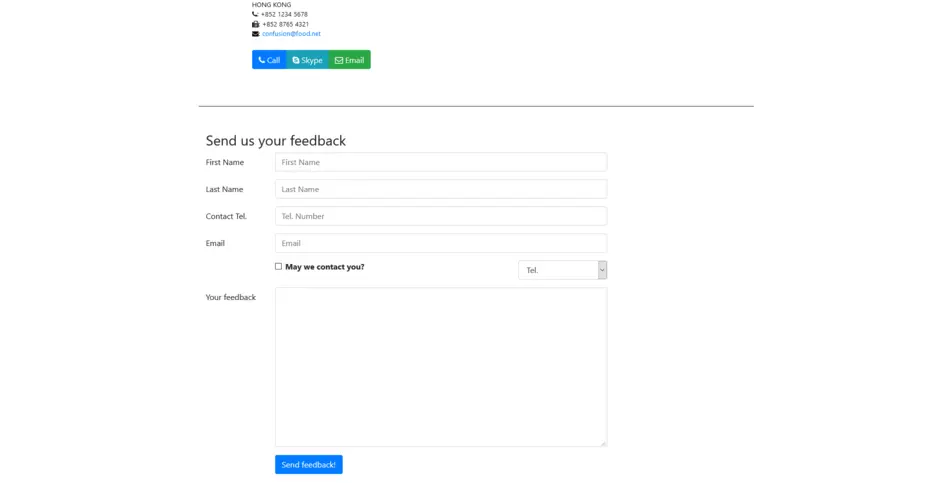 HONG KONG
: +852 1234 5678
: +852 8765 4321
: confusion@food.net
Call Skype Email
Send us your feedback
First Name First Name
Last Name Last Name
Contact Tel. Tel. Number
Email Email
May we contact you? Tel.
Your feedback
Send feedback!